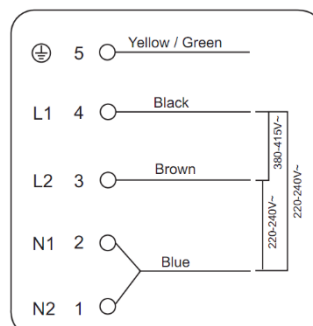 5 Yellow / Green
L1 4 Black
L2 3 Brown
N1 2
Blue
N2 1
380-415V~
220-240V~
220-240V~